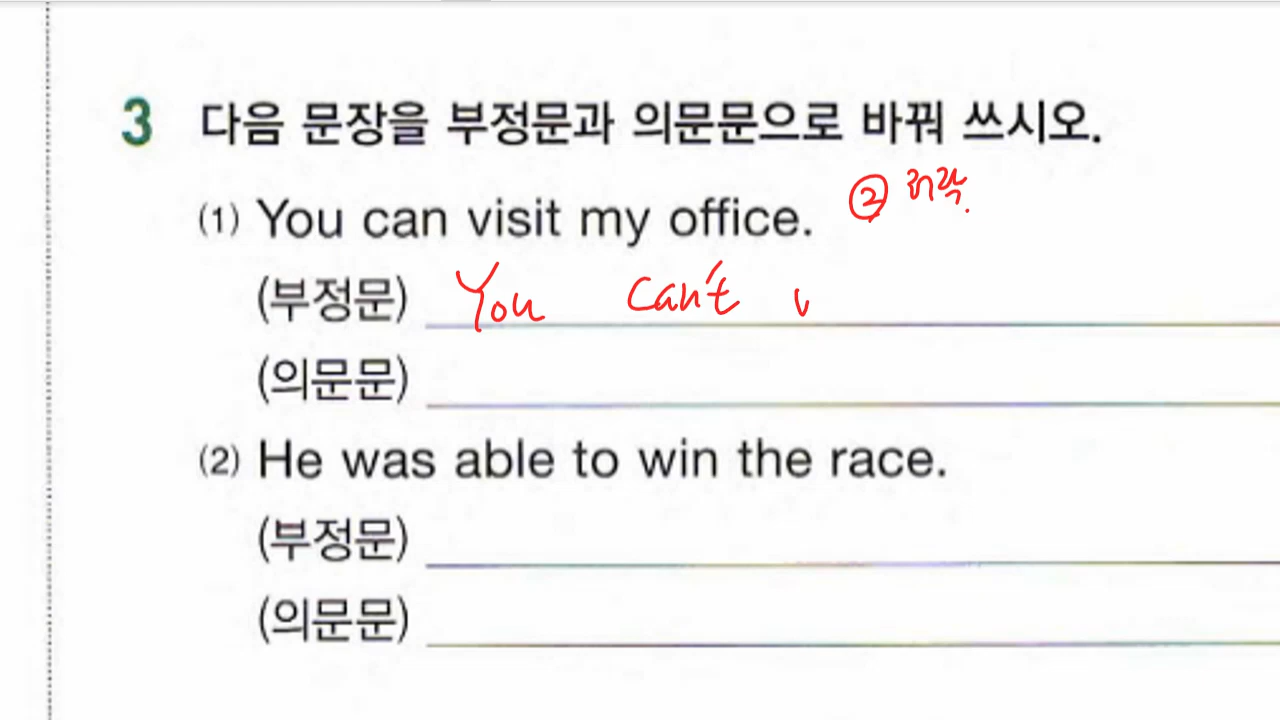 3 다음 문장을 부정문과 의문문으로 바꿔 쓰시오.
(1) You can visit my office. ②
(부정문) You can't v
(의문문)
(2) He was able to win the race.
(부정문)
(의문문)